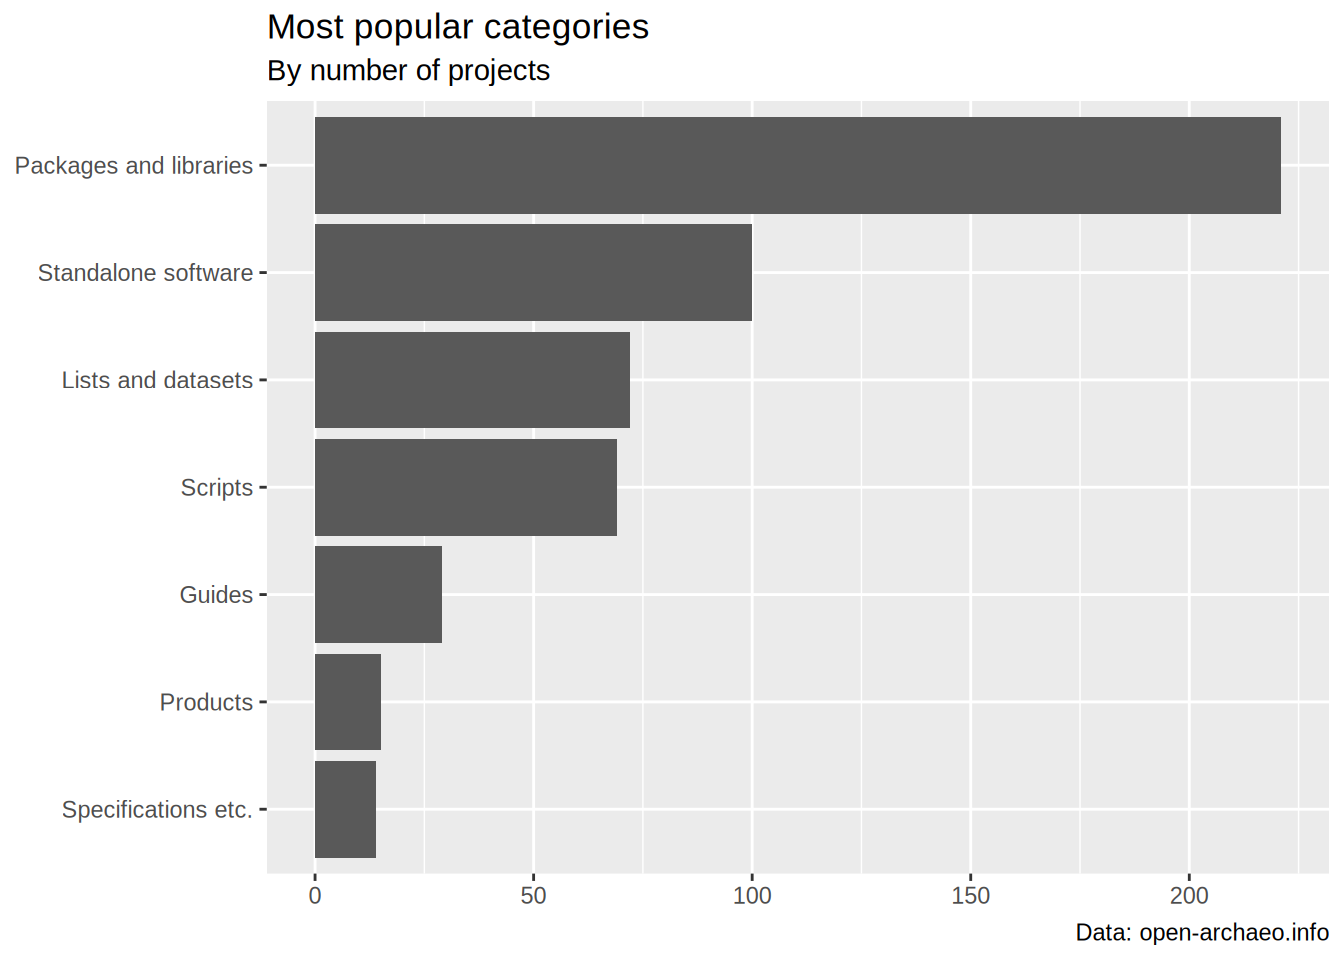 Most popular categories
By number of projects
Packages and libraries
Standalone software
Lists and datasets
Scripts
Guides
Products
Specifications etc.
0 50 100 150 200
Data: open-archaeo.info